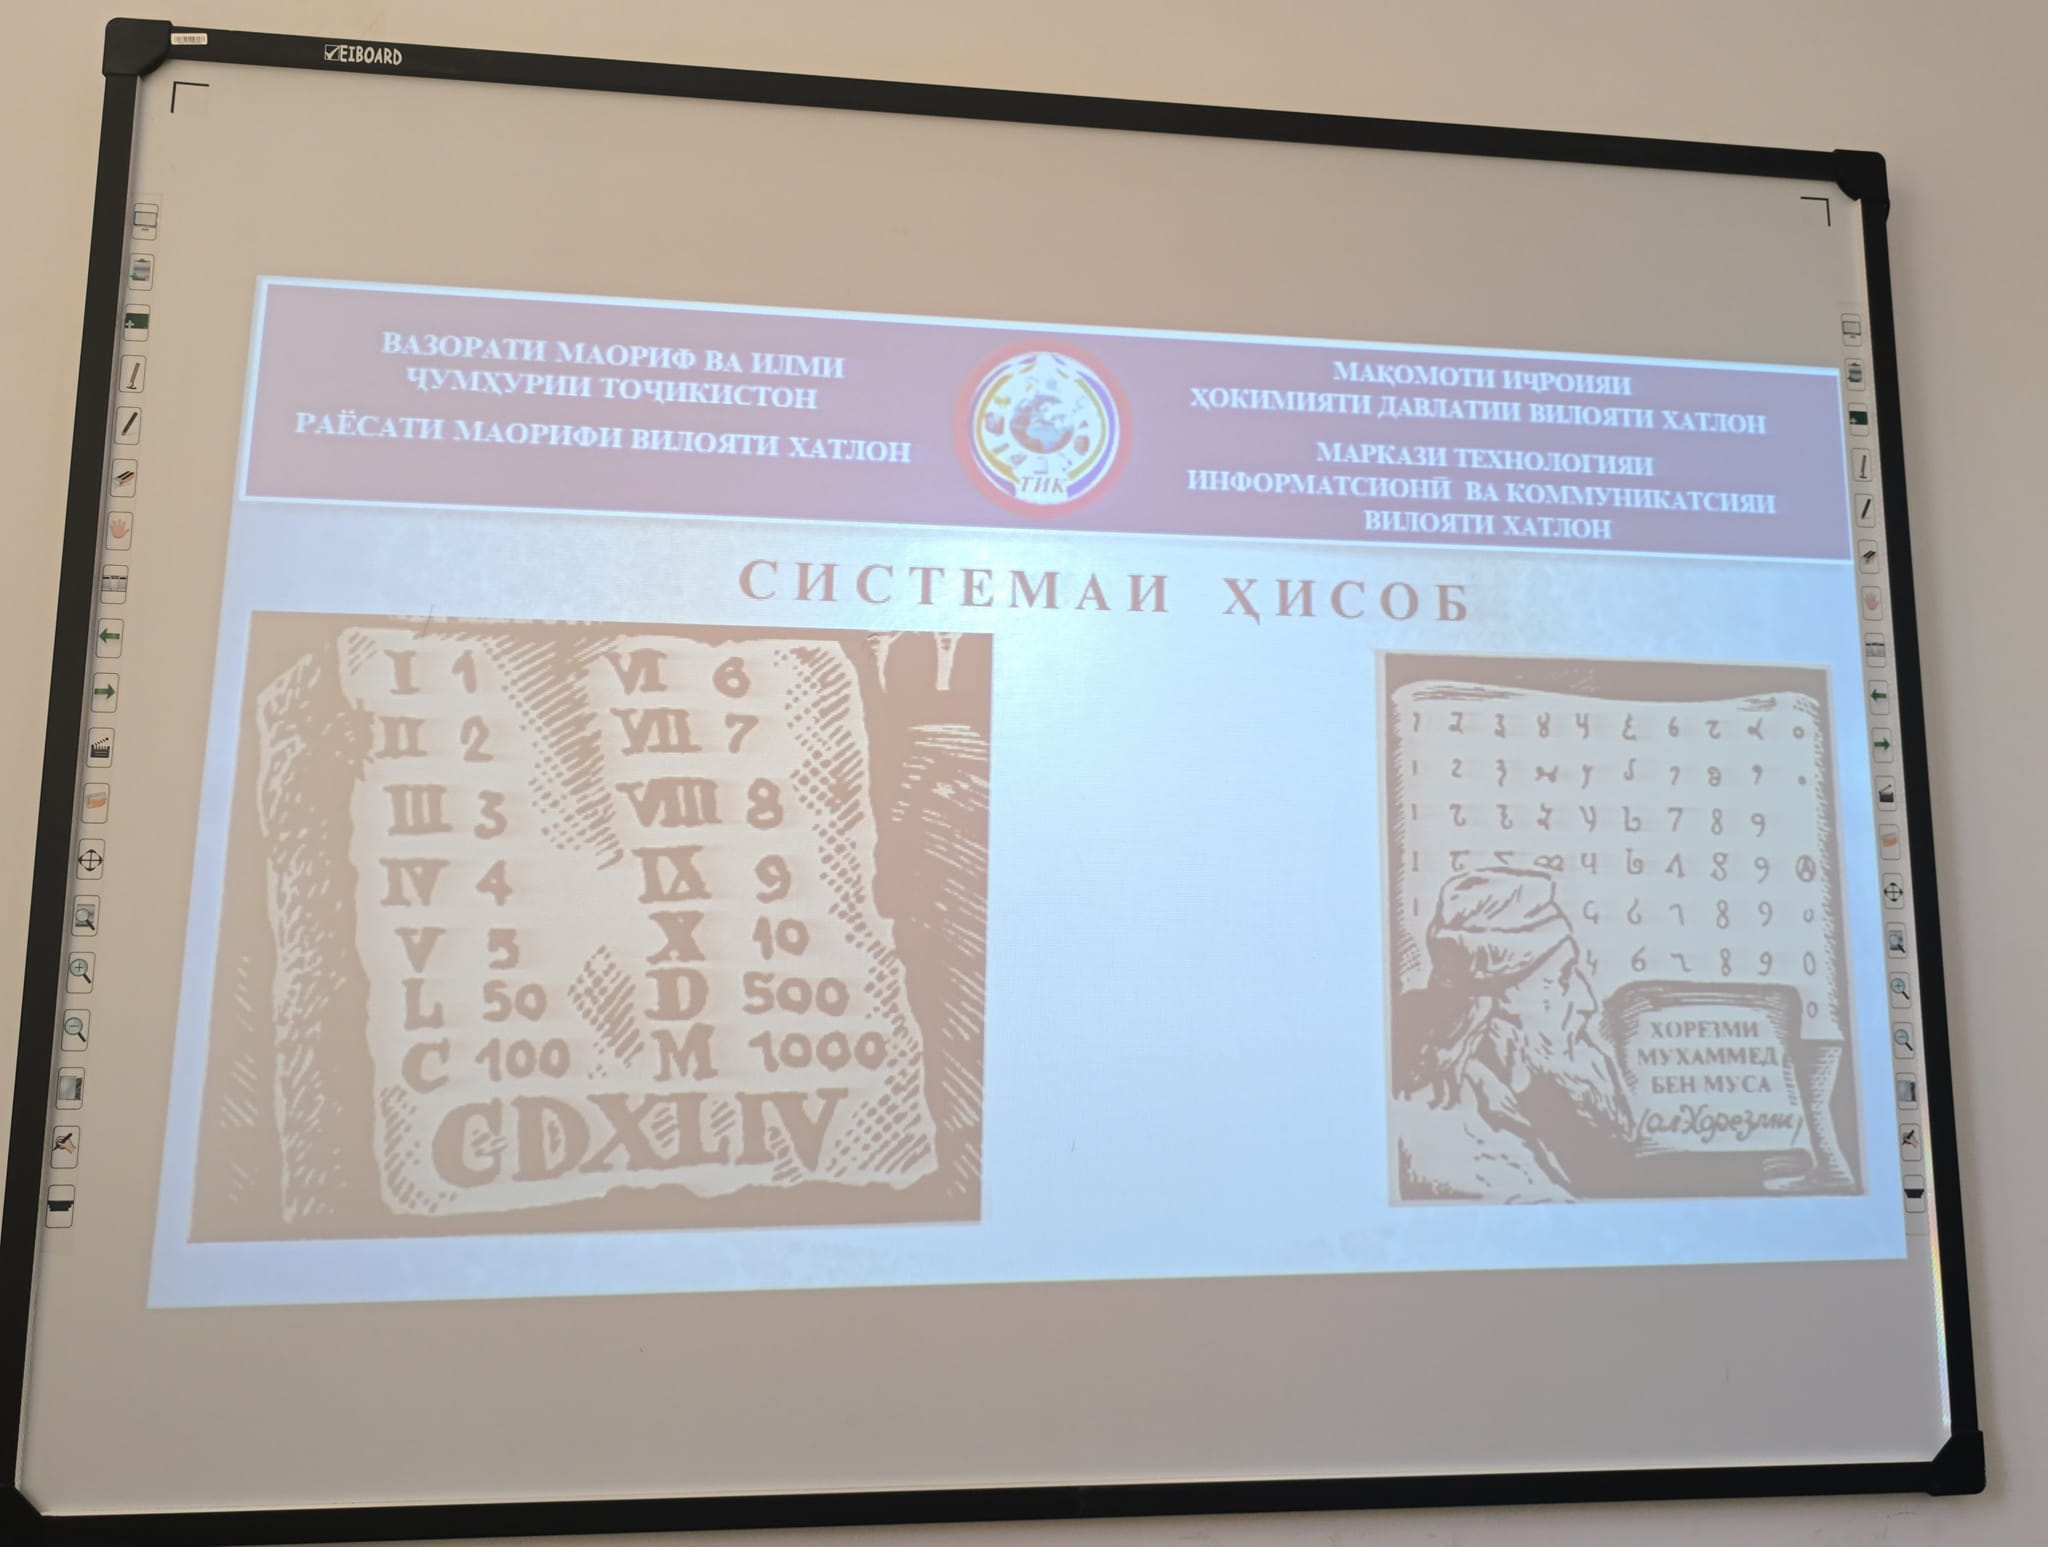 EIBOARD
ВАЗОРАТИ МАОРИФ ВА ИЛМИ
ҶУМҲУРИИ ТОҶИКИСТОН
РАЁСАТИ МАОРИФИ ВИЛОЯТИ ХАТЛОН
ТИК
МАҚОМОТИ ИҶРОИЯИ
ҲОКИМИЯТИ ДАВЛАТИИ ВИЛОЯТИ ХАТЛОН
МАРКАЗИ ТЕХНОЛОГИЯИ
ИНФОРМАТСИОНӢ ВА КОММУНИКАТСИЯИ
ВИЛОЯТИ ХАТЛОН
СИСТЕМАИ ҲИСОБ
I 1 VI 6
II 2 VII 7
III 3 VIII 8
IV 4 IX 9
V 5 X 10
L 50 D 500
C 100 M 1000
CDXLIV
ХОРЕЗМИ
МУХАММЕД
БЕН МУСА
(ал Хорезми)